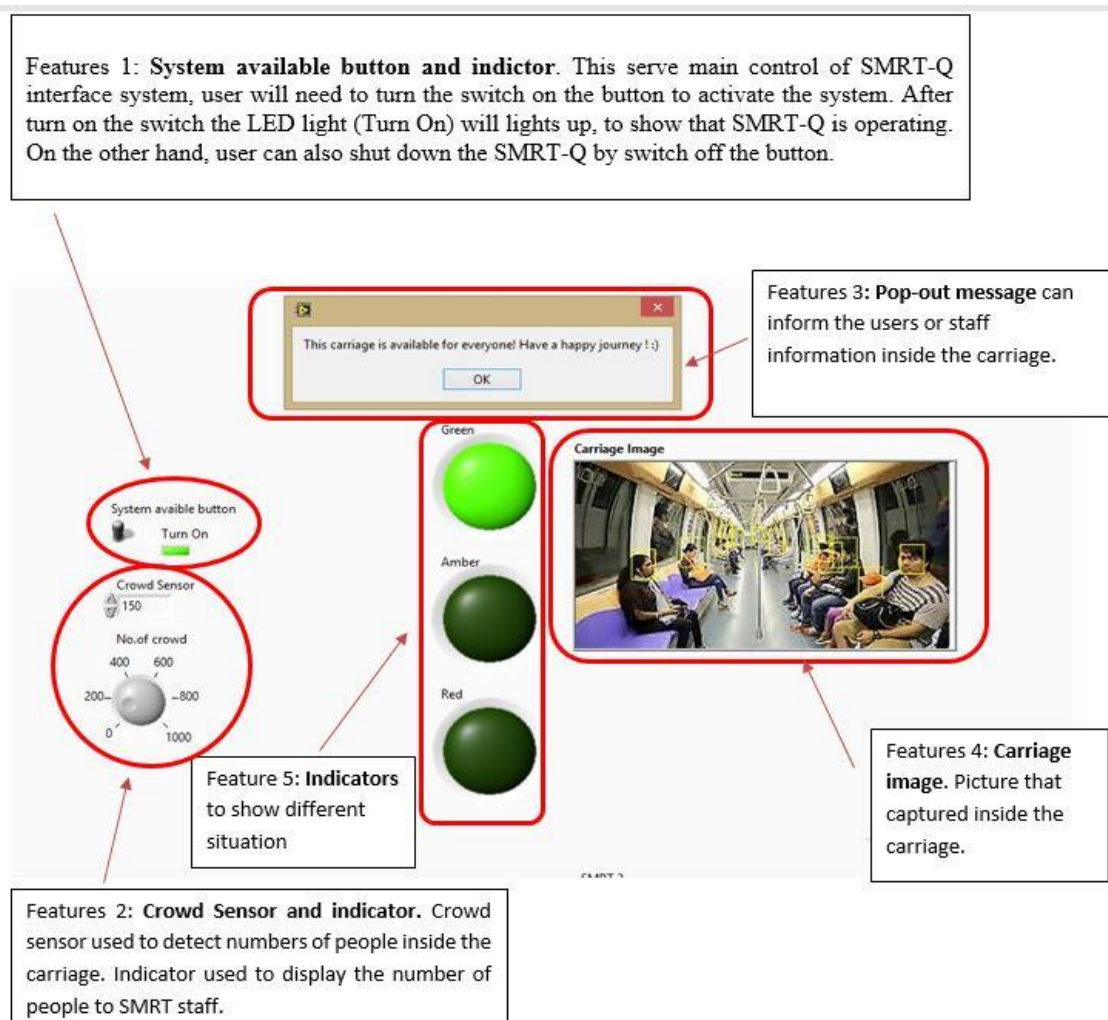 Features 1: System available button and indictor. This serve main control of SMRT-Q
interface system, user will need to turn the switch on the button to activate the system. After
turn on the switch the LED light (Turn On) will lights up, to show that SMRT-Q is operating.
On the other hand, user can also shut down the SMRT-Q by switch off the button.
Features 3: Pop-out message can
inform the users or staff
information inside the carriage.
This carriage is available for everyone! Have a happy journey ! :)
OK
Green
Carriage Image
System avaible button
Turn On
Amber
Crowd Sensor
150
No.of crowd
400 600
200 800
0 1000
Red
Feature 5: Indicators
to show different
situation
Features 4: Carriage
image. Picture that
captured inside the
carriage.
Features 2: Crowd Sensor and indicator. Crowd
sensor used to detect numbers of people inside the
carriage. Indicator used to display the number of
people to SMRT staff.